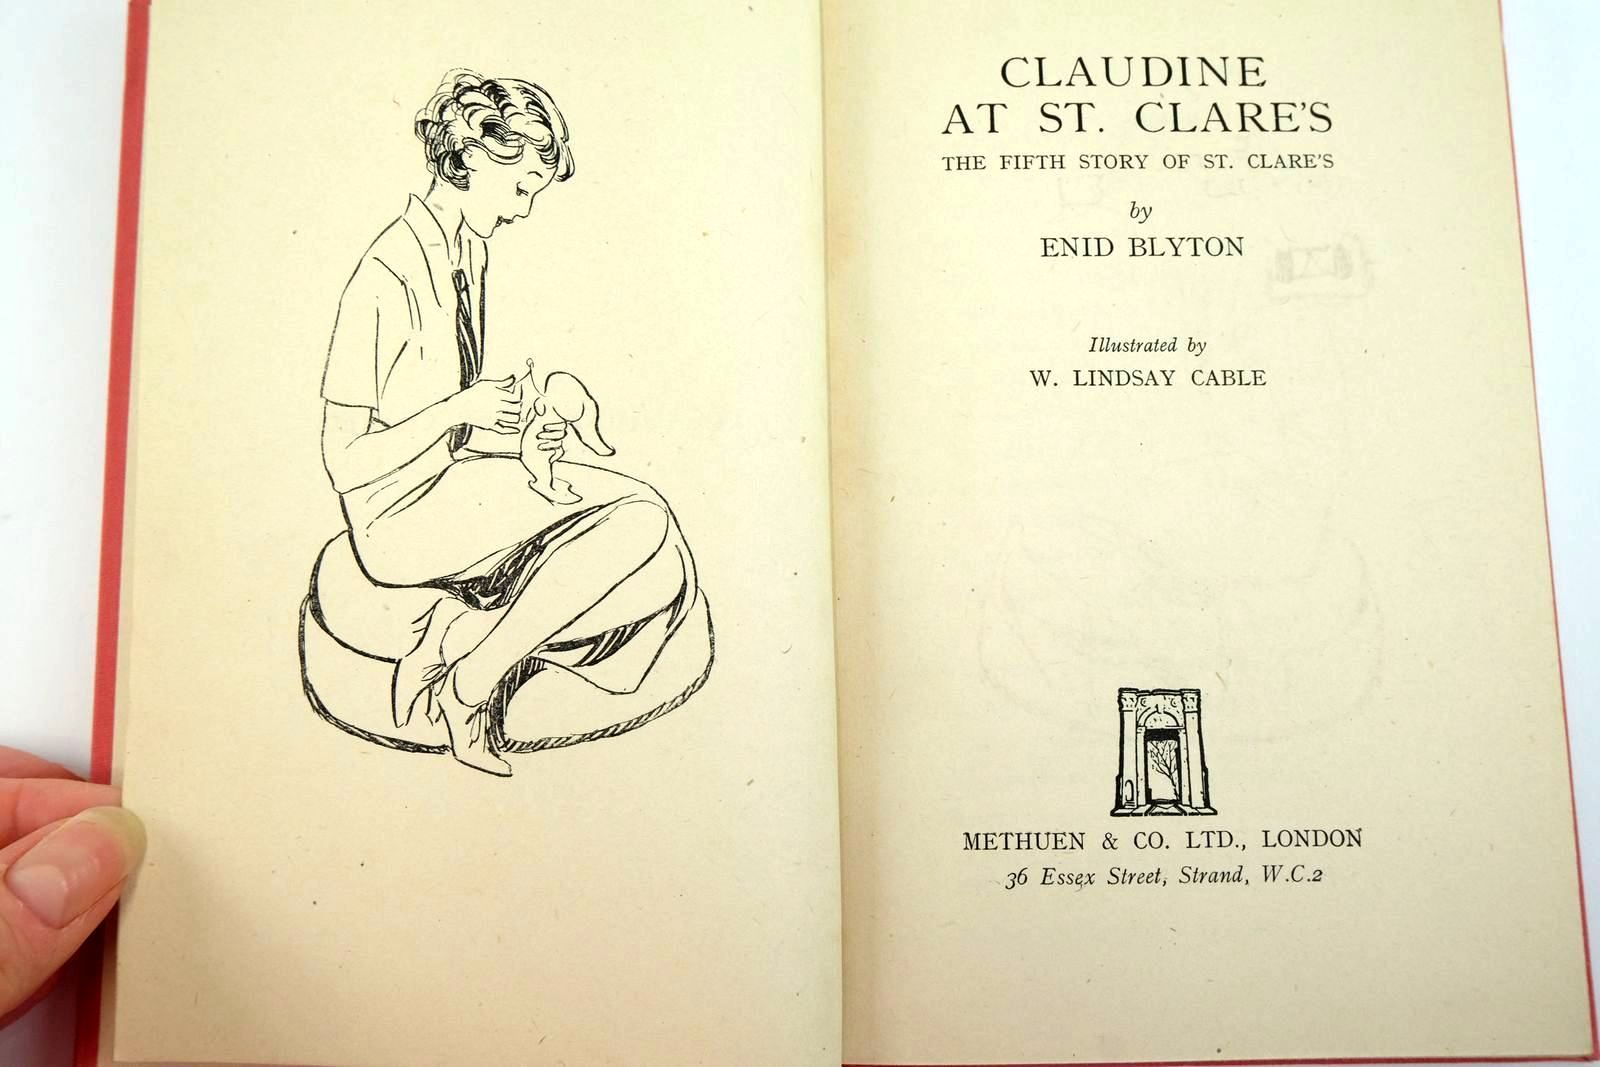 CLAUDINE
AT ST. CLARE'S
THE FIFTH STORY OF ST. CLARE'S
by
ENID BLYTON
Illustrated by
W. LINDSAY CABLE
METHUEN & CO. LTD., LONDON
36 Essex Street, Strand, W.C.2